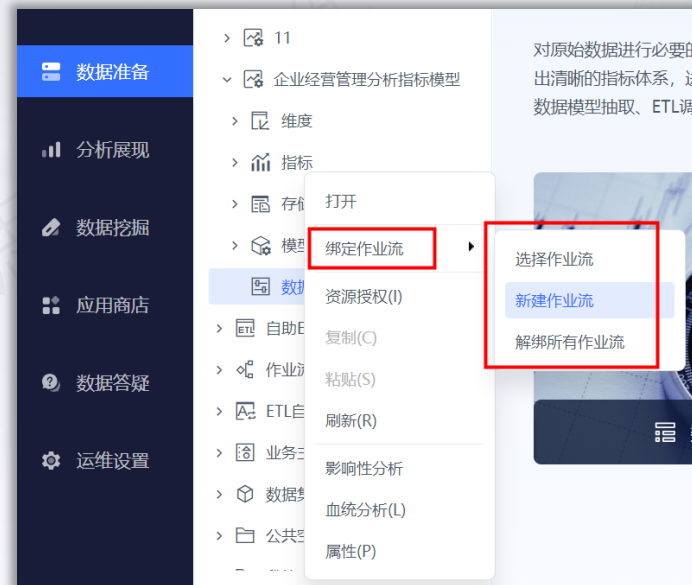 数据准备
分析展现
数据挖掘
应用商店
数据答疑
运维设置
11
企业经营管理分析指标模型
维度
指标
存储
模型
数据
自助E
作业流
ETL自
业务主
数据集
公共空
打开
绑定作业流
资源授权(I)
复制(C)
粘贴(S)
刷新(R)
影响性分析
血统分析(L)
属性(P)
选择作业流
新建作业流
解绑所有作业流
对原始数据进行必要的
出清晰的指标体系，
数据模型抽取、ETL调